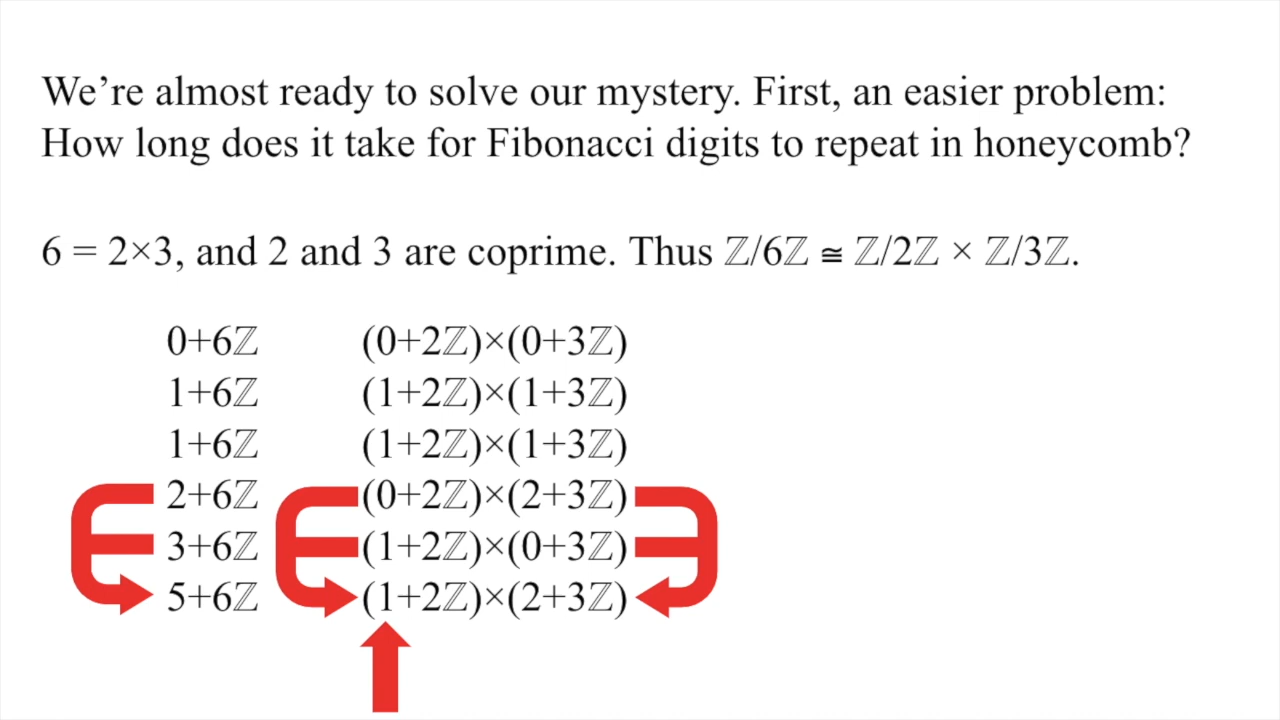 We’re almost ready to solve our mystery. First, an easier problem:
How long does it take for Fibonacci digits to repeat in honeycomb?
6 = 2×3, and 2 and 3 are coprime. Thus ℤ/6ℤ ≅ ℤ/2ℤ × ℤ/3ℤ.
0+6ℤ (0+2ℤ)×(0+3ℤ)
1+6ℤ (1+2ℤ)×(1+3ℤ)
1+6ℤ (1+2ℤ)×(1+3ℤ)
2+6ℤ (0+2ℤ)×(2+3ℤ)
3+6ℤ (1+2ℤ)×(0+3ℤ)
5+6ℤ (1+2ℤ)×(2+3ℤ)